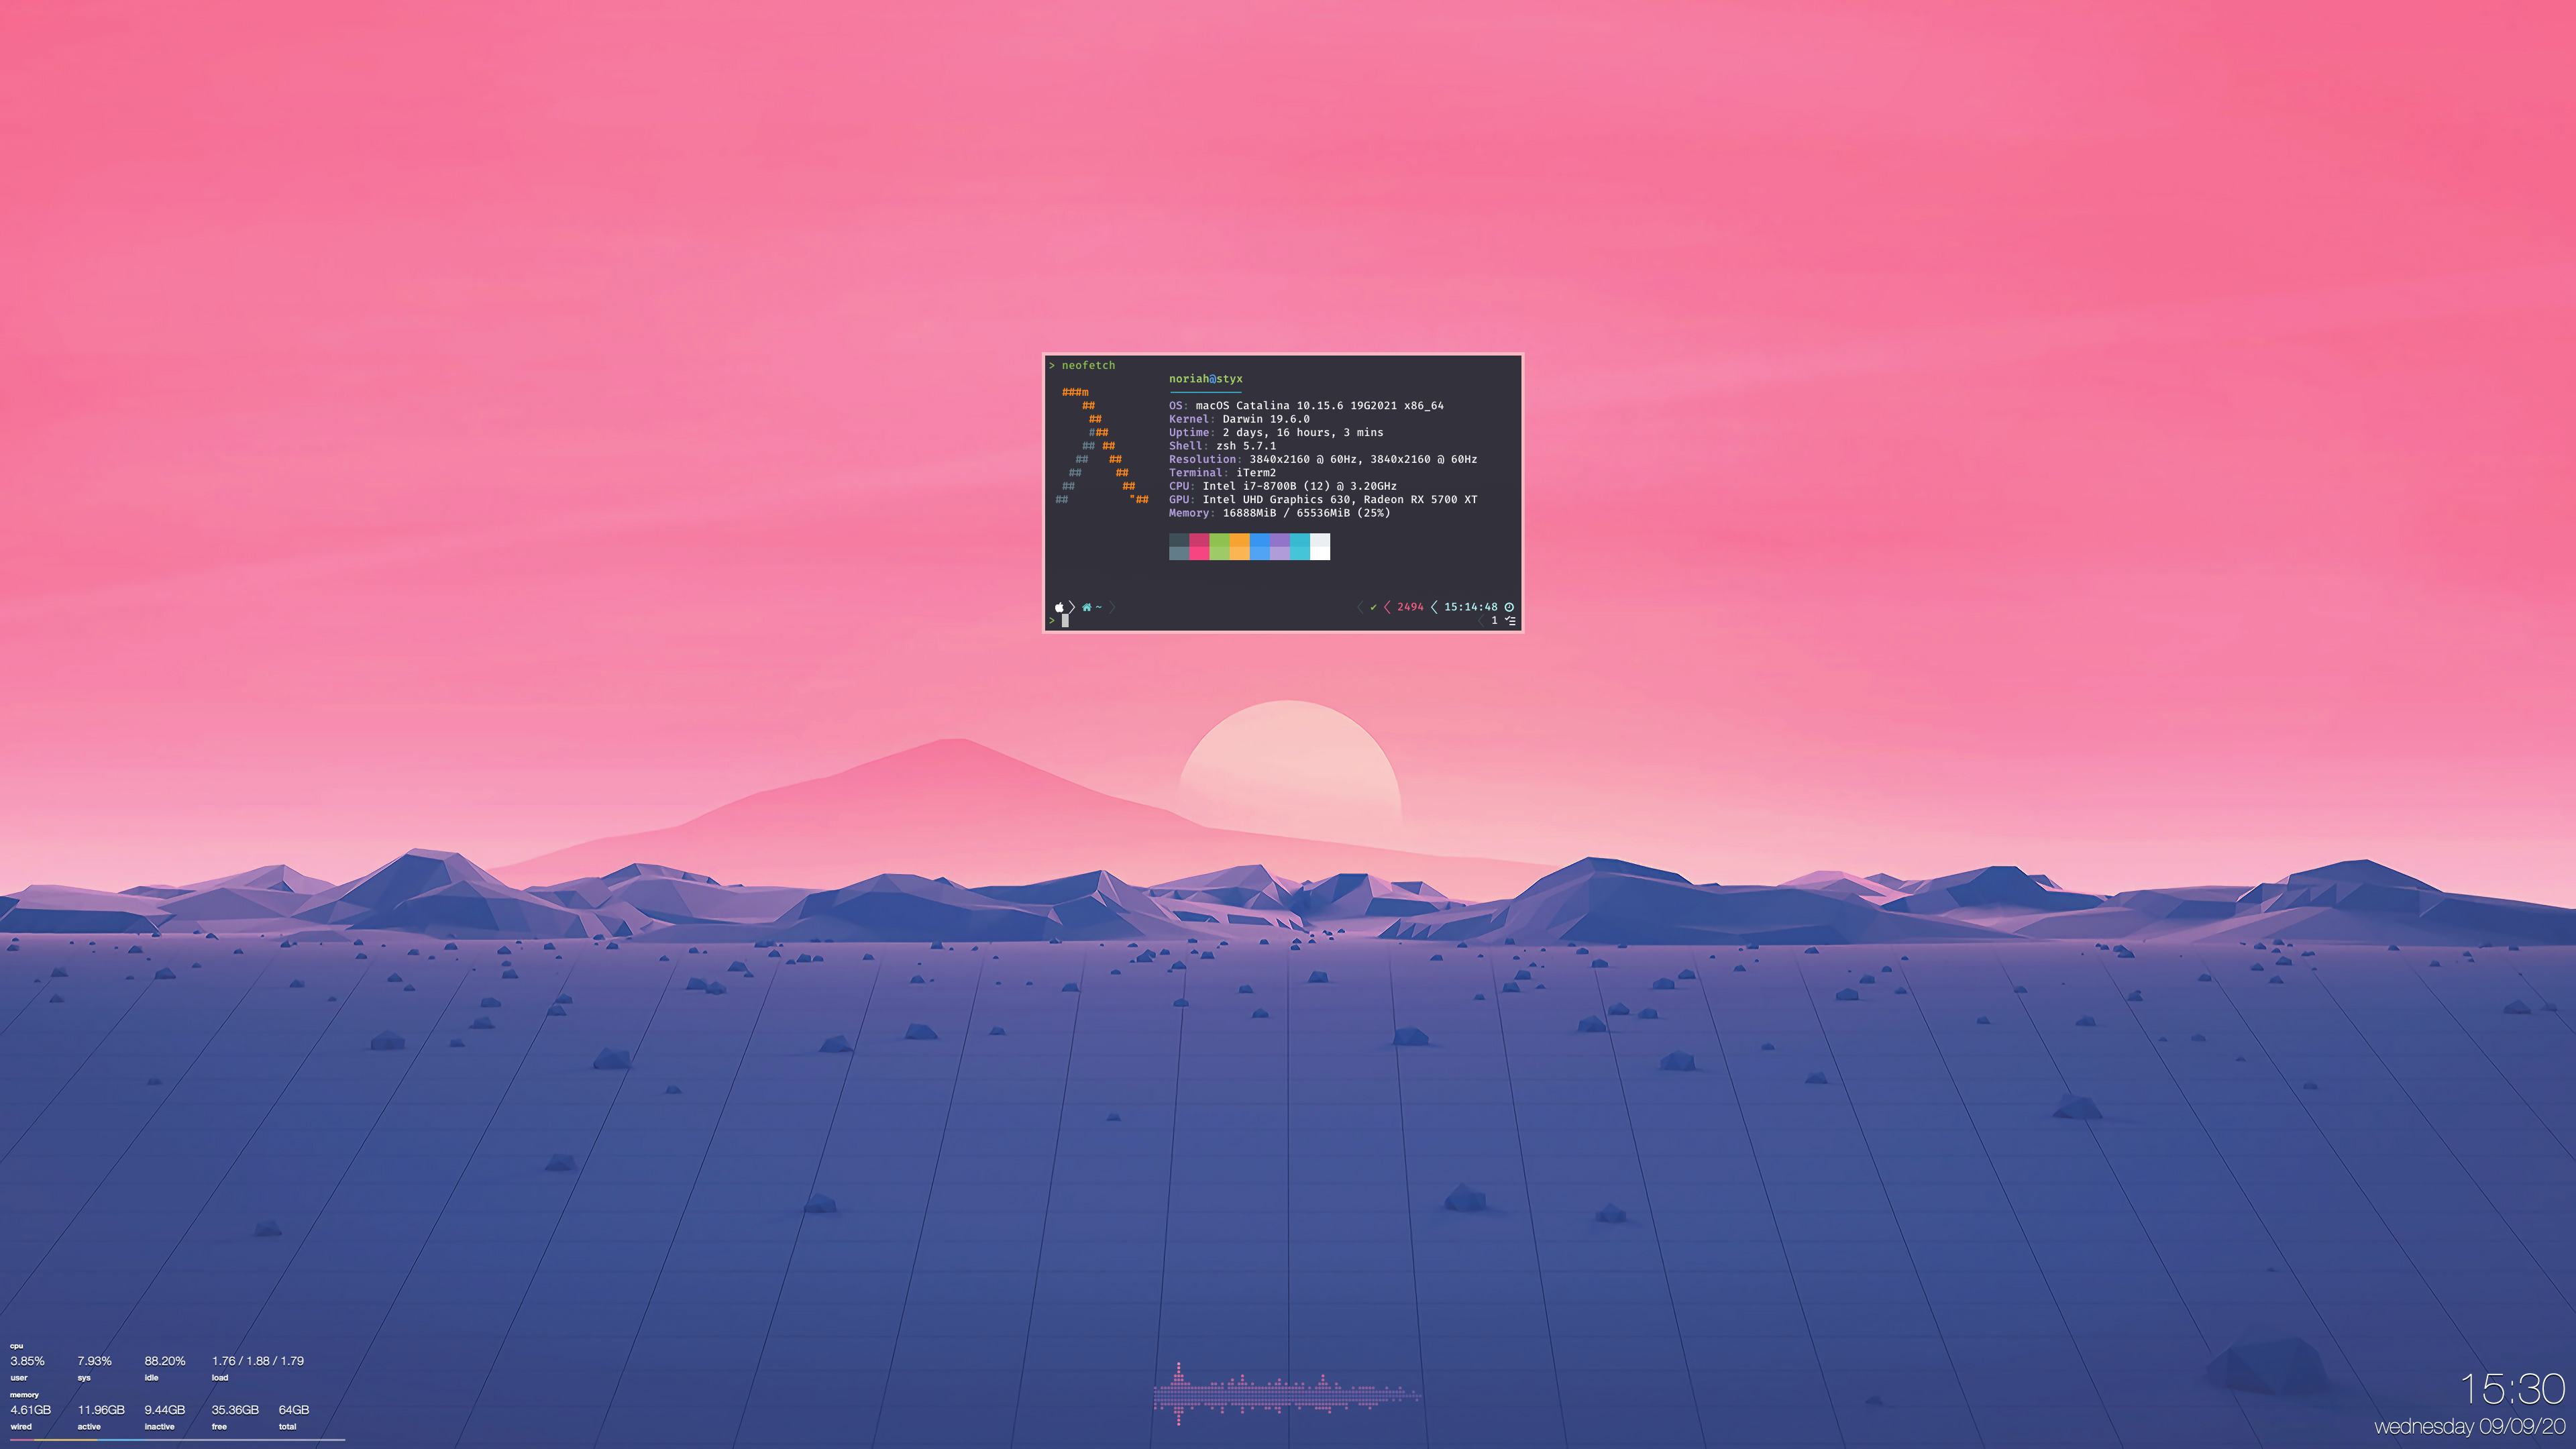 > neofetch
noriah@styx
###m
##
##
###
## ##
## ##
## ##
## ##
## "##
OS: macOS Catalina 10.15.6 19G2021 x86_64
Kernel: Darwin 19.6.0
Uptime: 2 days, 16 hours, 3 mins
Shell: zsh 5.7.1
Resolution: 3840x2160 @ 60Hz, 3840x2160 @ 60Hz
Terminal: iTerm2
CPU: Intel i7-8700B (12) @ 3.20GHz
GPU: Intel UHD Graphics 630, Radeon RX 5700 XT
Memory: 16888MiB / 65536MiB (25%)
~ ✔ 2494 15:14:48
> 1
cpu
3.85% 7.93% 88.20% 1.76 / 1.88 / 1.79
user sys idle load
memory
4.61GB 11.96GB 9.44GB 35.36GB 64GB
wired active inactive free total
15:30
wednesday 09/09/20